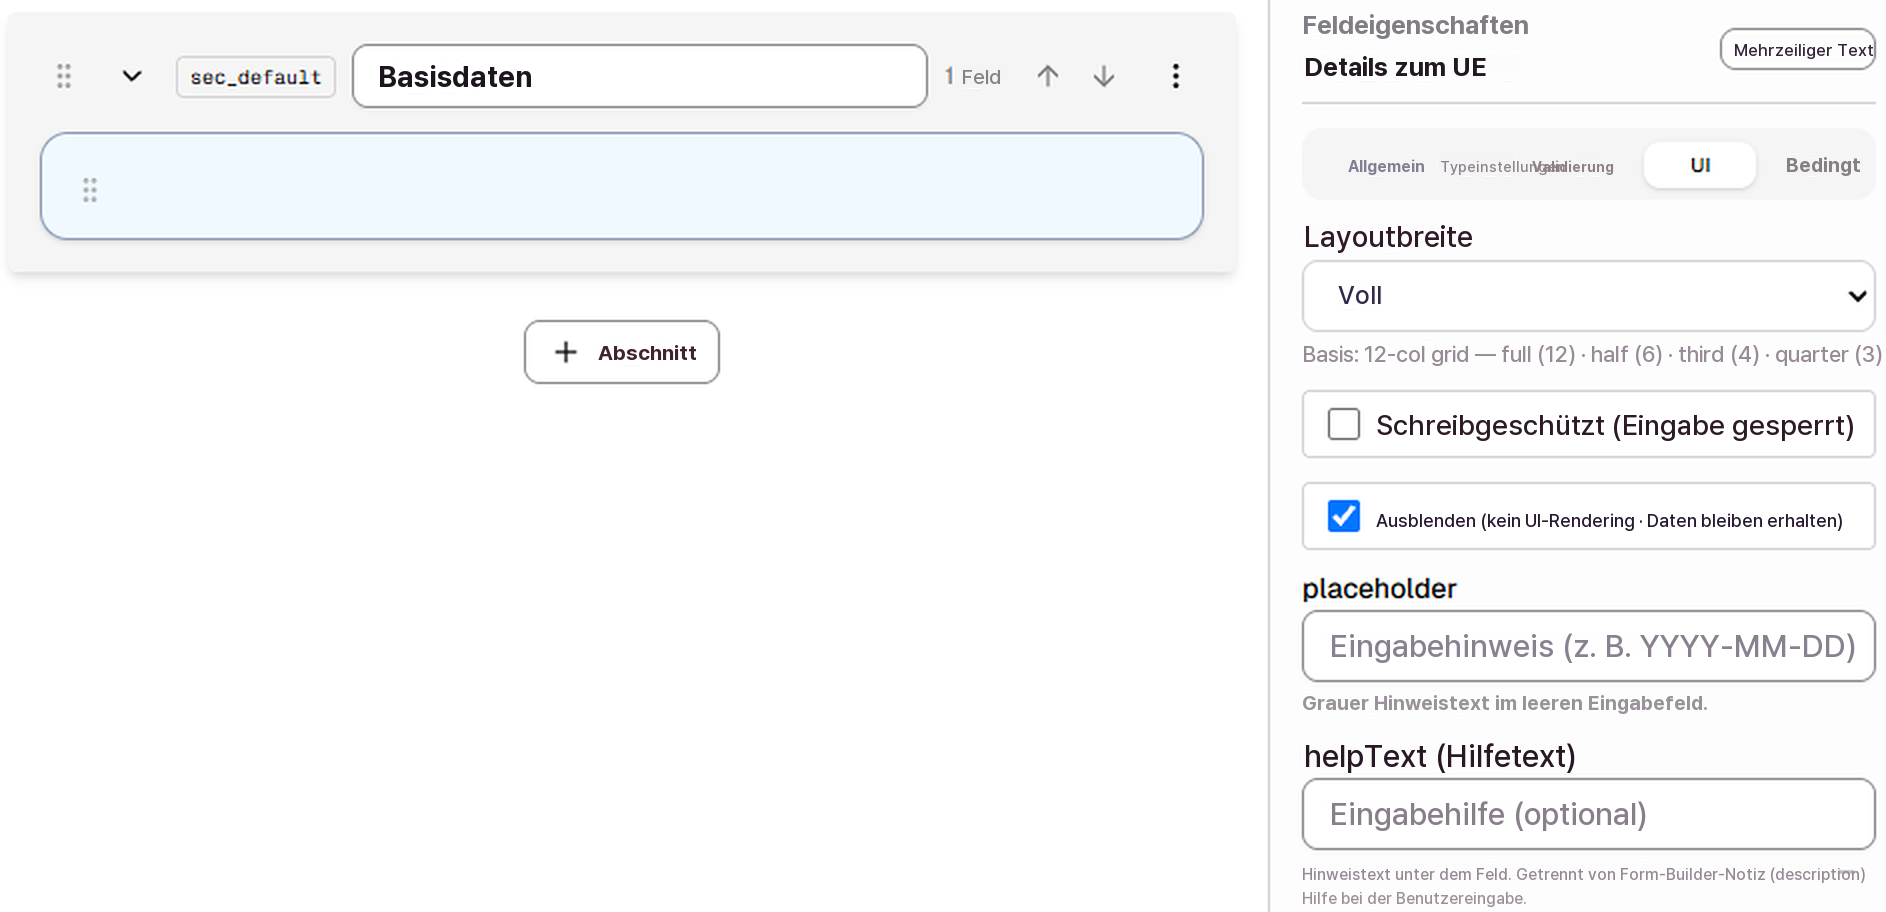 sec_default
Basisdaten
1 Feld
+ Abschnitt
Feldeigenschaften
Mehrzeiliger Text
Details zum UE
Allgemein Typeinstellungen Validierung UI Bedingt
Layoutbreite
Voll
Basis: 12-col grid — full (12) · half (6) · third (4) · quarter (3)
Schreibgeschützt (Eingabe gesperrt)
Ausblenden (kein UI-Rendering · Daten bleiben erhalten)
placeholder
Eingabehinweis (z. B. YYYY-MM-DD)
Grauer Hinweistext im leeren Eingabefeld.
helpText (Hilfetext)
Eingabehilfe (optional)
Hinweistext unter dem Feld. Getrennt von Form-Builder-Notiz (description)
Hilfe bei der Benutzereingabe.